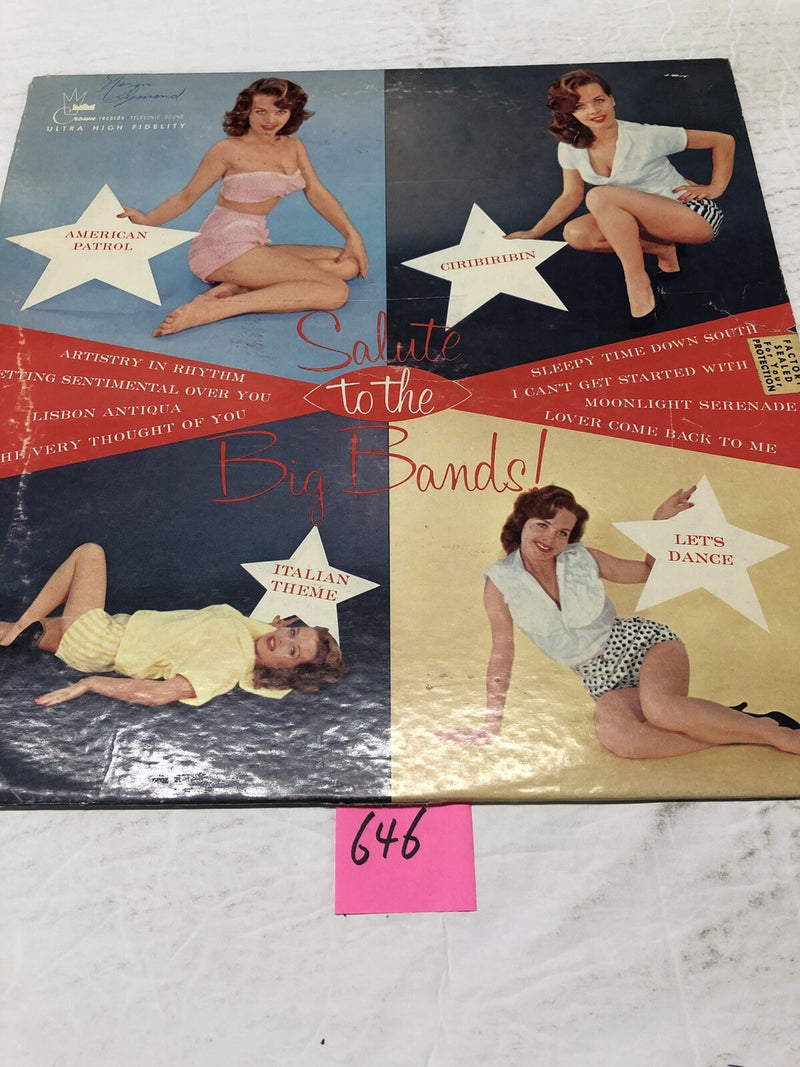 Crown RECORDS TELESONIC SOUND
ULTRA HIGH FIDELITY
AMERICAN
PATROL
CIRIBIRIBIN
Salute
to the
Big Bands!
ARTISTRY IN RHYTHM
ETTING SENTIMENTAL OVER YOU
LISBON ANTIQUA
HE VERY THOUGHT OF YOU
SLEEPY TIME DOWN SOUTH
I CAN'T GET STARTED WITH
MOONLIGHT SERENADE
LOVER COME BACK TO ME
FACTORY
SEALED
For Your
PROTECTION
ITALIAN
THEME
LET'S
DANCE
646